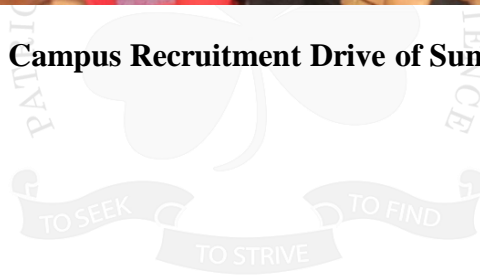 Campus Recruitment Drive of Sun
TO SEEK
TO FIND
TO STRIVE